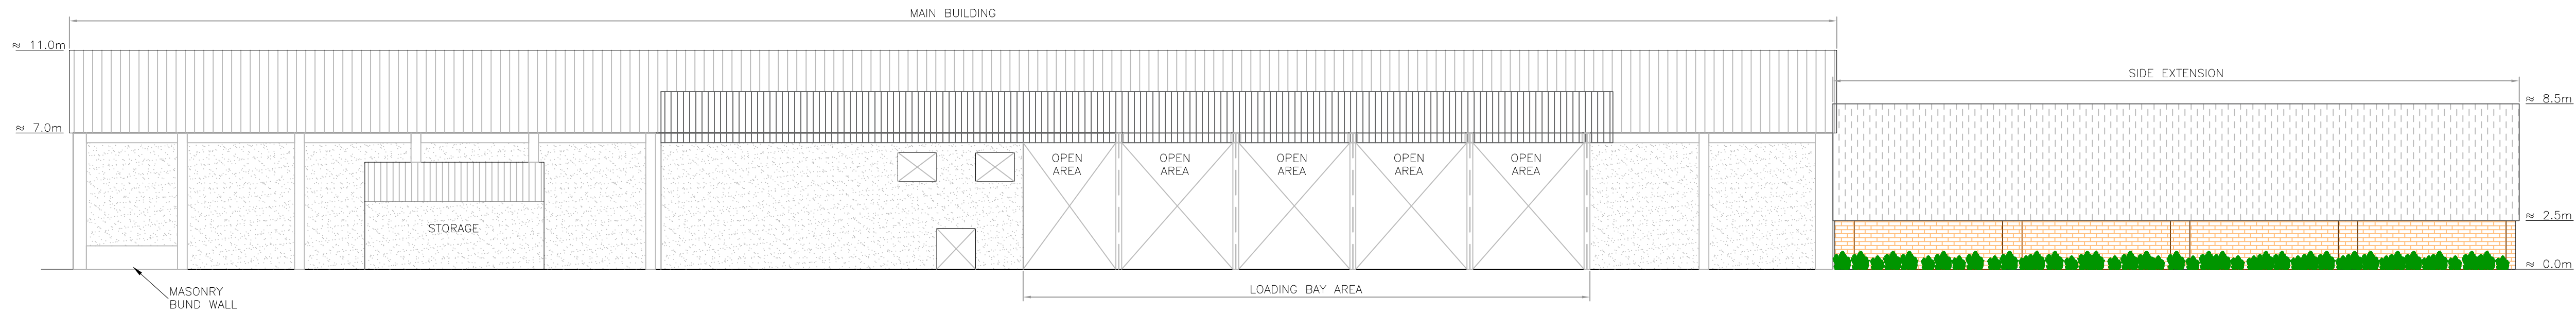 MAIN BUILDING
≈ 11.0m
SIDE EXTENSION
≈ 8.5m
≈ 7.0m
OPEN
AREA
OPEN
AREA
OPEN
AREA
OPEN
AREA
OPEN
AREA
≈ 2.5m
STORAGE
≈ 0.0m
LOADING BAY AREA
MASONRY
BUND WALL